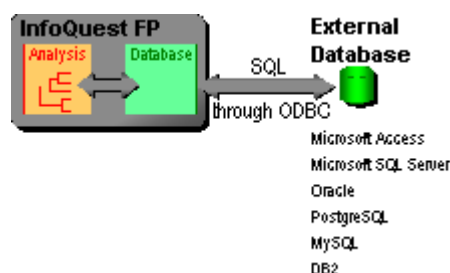 InfoQuest FP
Analysis
Database
External
Database
SQL
through ODBC
Microsoft Access
Microsoft SQL Server
Oracle
PostgreSQL
MySQL
DB2